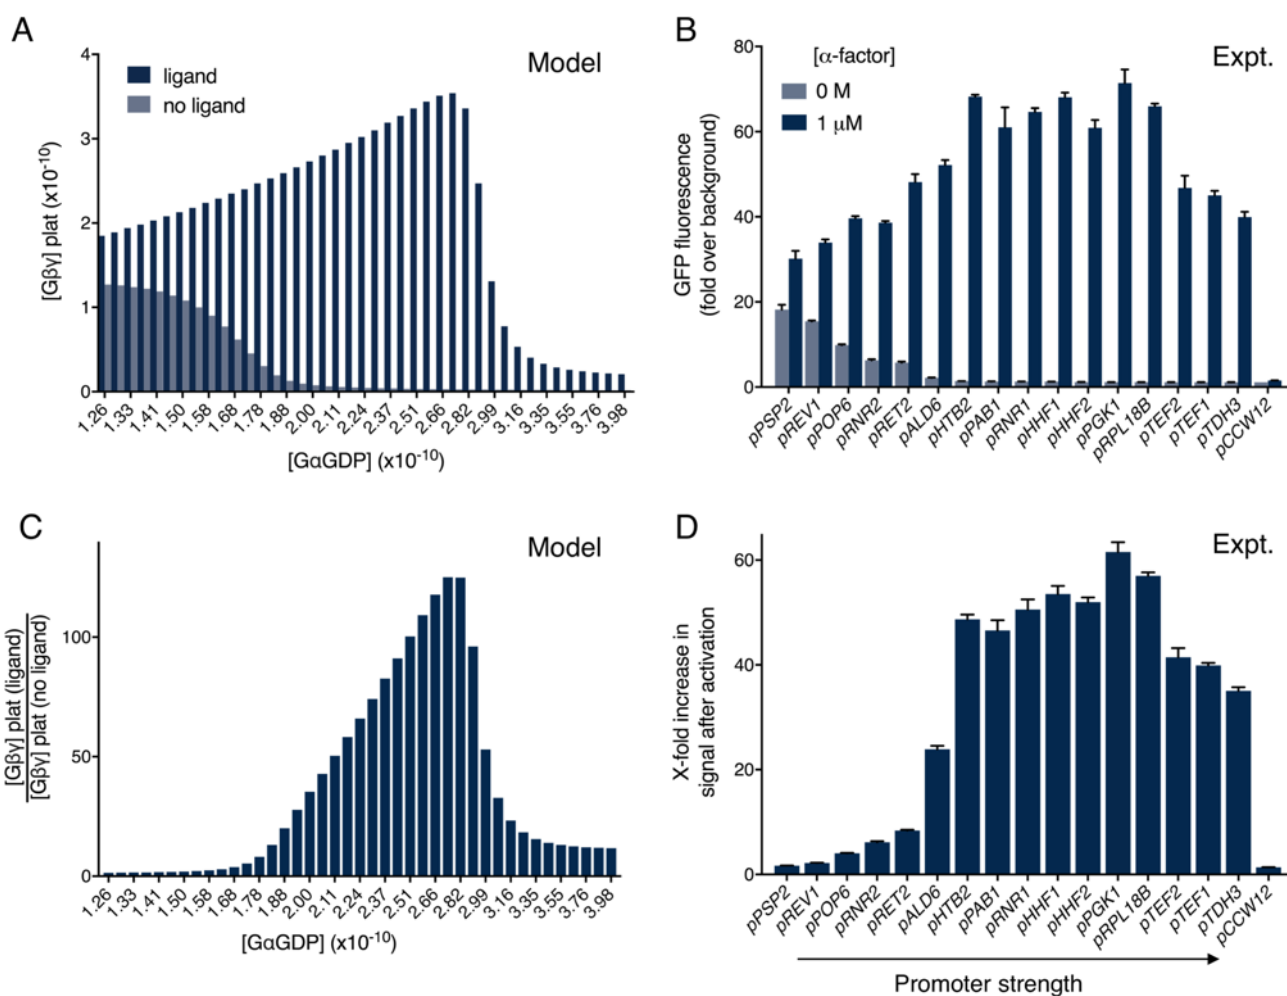 A
Model
ligand
no ligand
[Gβγ] plat (x10⁻¹⁰)
4
3
2
1
0
1.26
1.33
1.41
1.50
1.58
1.68
1.78
1.88
2.00
2.11
2.24
2.37
2.51
2.66
2.82
2.99
3.16
3.35
3.55
3.76
3.98
[GαGDP] (x10⁻¹⁰)
B
Expt.
[α-factor]
0 M
1 μM
GFP fluorescence
(fold over background)
80
60
40
20
0
pPSP2
pREV1
pPOP6
pRNR2
pRET2
pALD6
pHTB2
pPAB1
pRNR1
pHHF1
pHHF2
pPGK1
pRPL18B
pTEF2
pTEF1
pTDH3
pCCW12
C
Model
[Gβγ] plat (ligand)
[Gβγ] plat (no ligand)
100
50
0
1.26
1.33
1.41
1.50
1.58
1.68
1.78
1.88
2.00
2.11
2.24
2.37
2.51
2.66
2.82
2.99
3.16
3.35
3.55
3.76
3.98
[GαGDP] (x10⁻¹⁰)
D
Expt.
X-fold increase in
signal after activation
60
40
20
0
pPSP2
pREV1
pPOP6
pRNR2
pRET2
pALD6
pHTB2
pPAB1
pRNR1
pHHF1
pHHF2
pPGK1
pRPL18B
pTEF2
pTEF1
pTDH3
pCCW12
Promoter strength